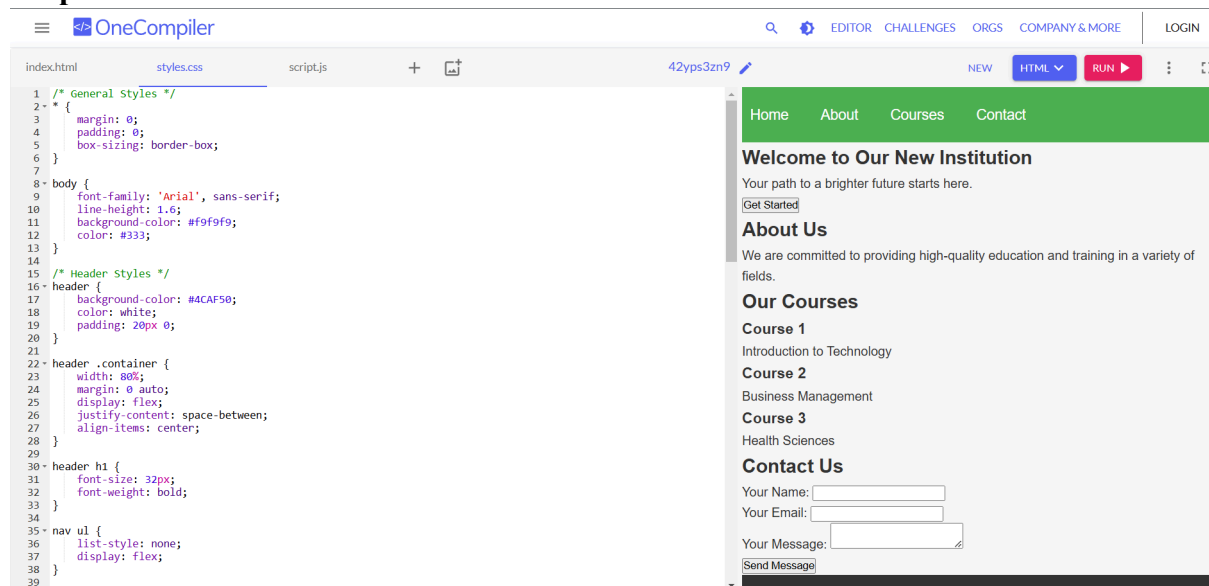 </> OneCompiler
EDITOR CHALLENGES ORGS COMPANY & MORE LOGIN
index.html styles.css script.js + 42yps3zn9 NEW HTML RUN
1 /* General Styles */
2 * {
3 margin: 0;
4 padding: 0;
5 box-sizing: border-box;
6 }
7
8 body {
9 font-family: 'Arial', sans-serif;
10 line-height: 1.6;
11 background-color: #f9f9f9;
12 color: #333;
13 }
14
15 /* Header Styles */
16 header {
17 background-color: #4CAF50;
18 color: white;
19 padding: 20px 0;
20 }
21
22 header .container {
23 width: 80%;
24 margin: 0 auto;
25 display: flex;
26 justify-content: space-between;
27 align-items: center;
28 }
29
30 header h1 {
31 font-size: 32px;
32 font-weight: bold;
33 }
34
35 nav ul {
36 list-style: none;
37 display: flex;
38 }
39
Home About Courses Contact
Welcome to Our New Institution
Your path to a brighter future starts here.
Get Started
About Us
We are committed to providing high-quality education and training in a variety of
fields.
Our Courses
Course 1
Introduction to Technology
Course 2
Business Management
Course 3
Health Sciences
Contact Us
Your Name:
Your Email:
Your Message:
Send Message